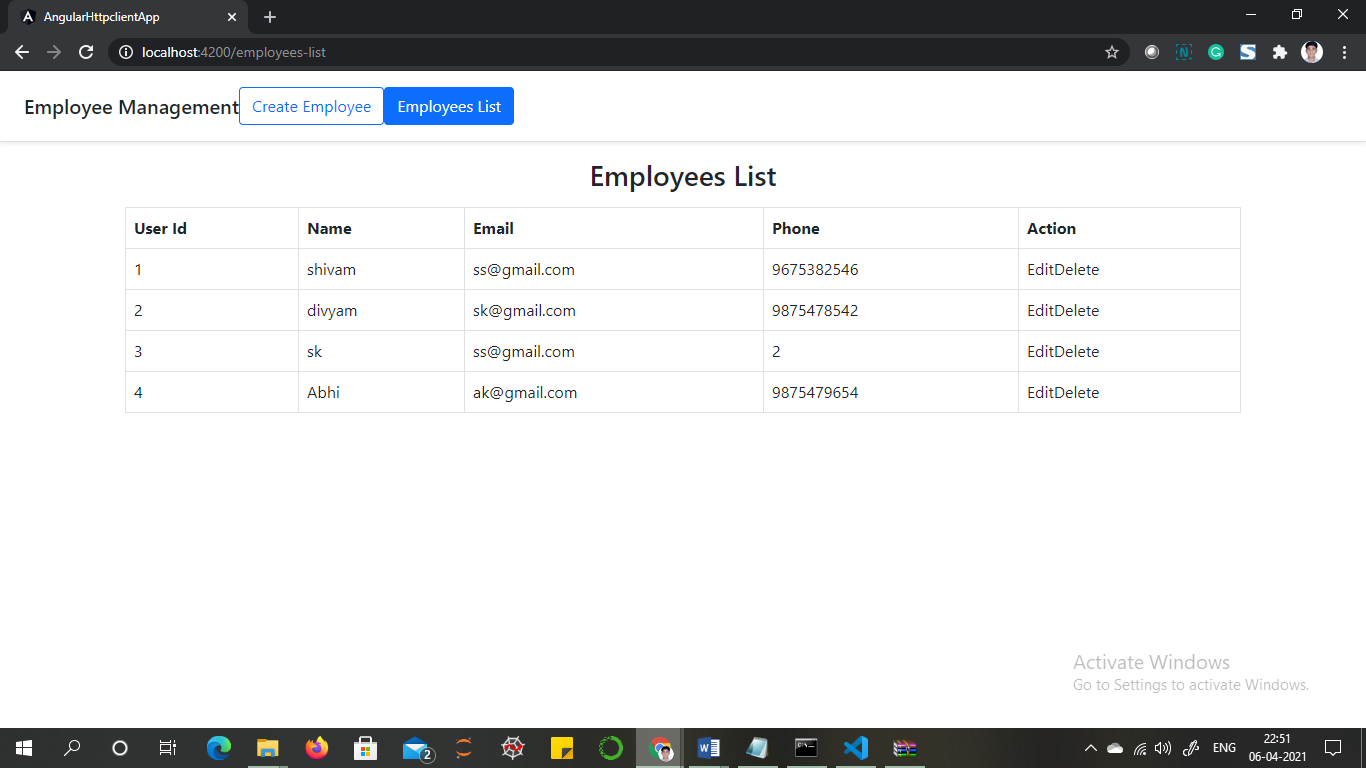 AngularHttpclientApp
localhost:4200/employees-list
Employee Management Create Employee Employees List
Employees List
User Id Name Email Phone Action
1 shivam ss@gmail.com 9675382546 EditDelete
2 divyam sk@gmail.com 9875478542 EditDelete
3 sk ss@gmail.com 2 EditDelete
4 Abhi ak@gmail.com 9875479654 EditDelete
Activate Windows
Go to Settings to activate Windows.
2
ENG
22:51
06-04-2021